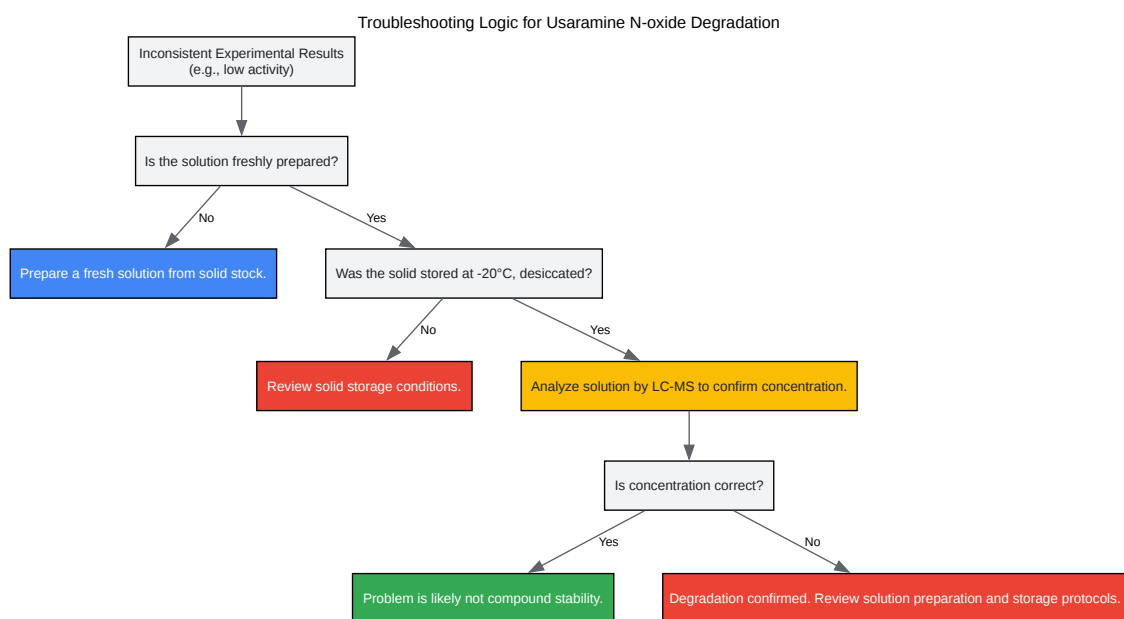 Troubleshooting Logic for Usaramine N-oxide Degradation
Inconsistent Experimental Results
(e.g., low activity)
Is the solution freshly prepared?
No
Yes
Prepare a fresh solution from solid stock.
Was the solid stored at -20°C, desiccated?
No
Yes
Review solid storage conditions.
Analyze solution by LC-MS to confirm concentration.
Is concentration correct?
Yes
No
Problem is likely not compound stability.
Degradation confirmed. Review solution preparation and storage protocols.